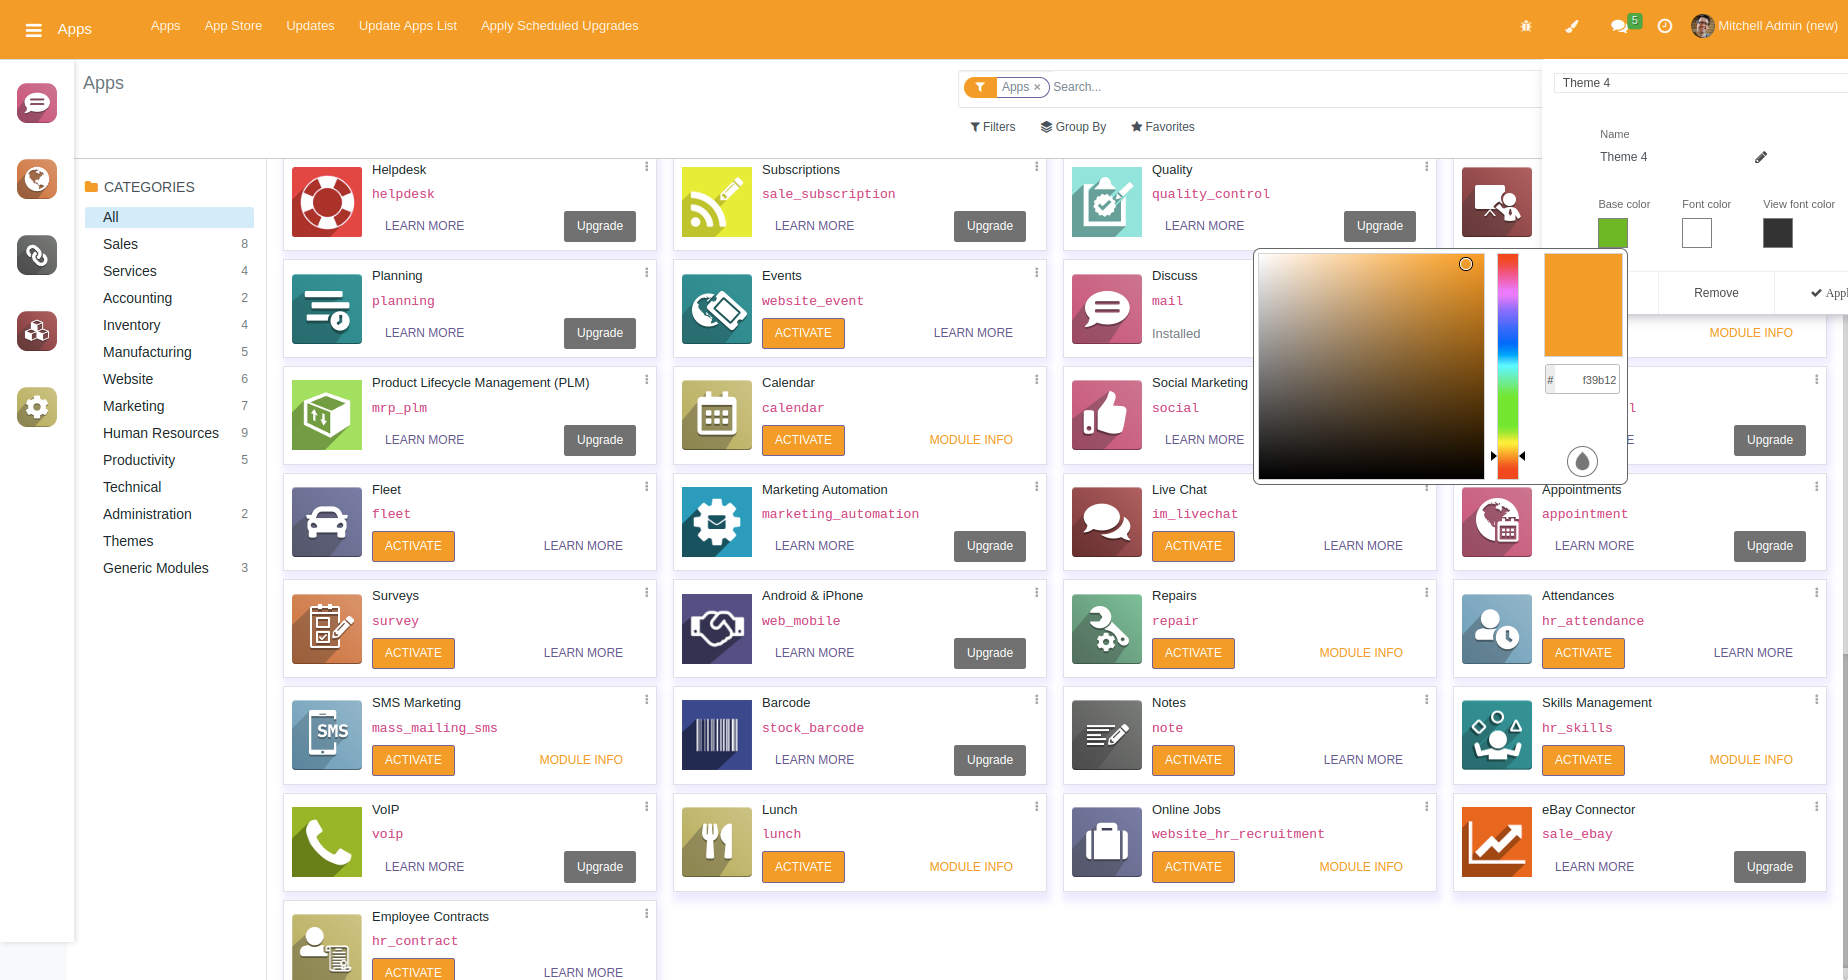 Apps
Apps
App Store
Updates
Update Apps List
Apply Scheduled Upgrades
5
Mitchell Admin (new)
Apps
Apps ×
Search...
Filters
Group By
Favorites
Theme 4
Name
Theme 4
Base color
Font color
View font color
Remove
# f39b12
CATEGORIES
All
Sales 8
Services 4
Accounting 2
Inventory 4
Manufacturing 5
Website 6
Marketing 7
Human Resources 9
Productivity 5
Technical
Administration 2
Themes
Generic Modules 3
Helpdesk
helpdesk
LEARN MORE
Upgrade
Subscriptions
sale_subscription
LEARN MORE
Upgrade
Quality
quality_control
LEARN MORE
Upgrade
Planning
planning
LEARN MORE
Upgrade
Events
website_event
ACTIVATE
LEARN MORE
Discuss
mail
Installed
MODULE INFO
Product Lifecycle Management (PLM)
mrp_plm
LEARN MORE
Upgrade
Calendar
calendar
ACTIVATE
MODULE INFO
Social Marketing
social
LEARN MORE
Upgrade
Fleet
fleet
ACTIVATE
LEARN MORE
Marketing Automation
marketing_automation
LEARN MORE
Upgrade
Live Chat
im_livechat
ACTIVATE
LEARN MORE
Appointments
appointment
LEARN MORE
Upgrade
Surveys
survey
ACTIVATE
LEARN MORE
Android & iPhone
web_mobile
LEARN MORE
Upgrade
Repairs
repair
ACTIVATE
MODULE INFO
Attendances
hr_attendance
ACTIVATE
LEARN MORE
SMS
SMS Marketing
mass_mailing_sms
ACTIVATE
MODULE INFO
Barcode
stock_barcode
LEARN MORE
Upgrade
Notes
note
ACTIVATE
LEARN MORE
Skills Management
hr_skills
ACTIVATE
MODULE INFO
VoIP
voip
LEARN MORE
Upgrade
Lunch
lunch
ACTIVATE
MODULE INFO
Online Jobs
website_hr_recruitment
ACTIVATE
MODULE INFO
eBay Connector
sale_ebay
LEARN MORE
Upgrade
Employee Contracts
hr_contract
ACTIVATE
LEARN MORE